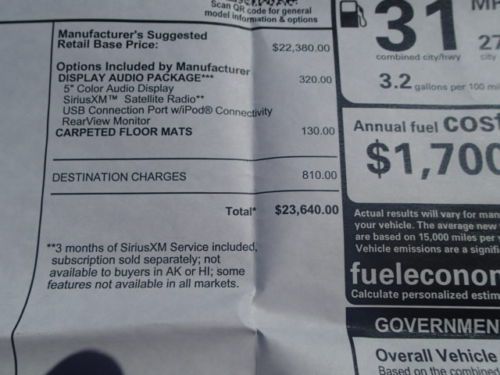 Scan QR code for general
model information & options
Manufacturer's Suggested
Retail Base Price: $22,380.00
Options Included by Manufacturer
DISPLAY AUDIO PACKAGE*** 320.00
5" Color Audio Display
SiriusXM™ Satellite Radio**
USB Connection Port w/iPod® Connectivity
RearView Monitor
CARPETED FLOOR MATS 130.00
DESTINATION CHARGES 810.00
Total* $23,640.00
**3 months of SiriusXM Service included,
subscription sold separately; not
available to buyers in AK or HI; some
features not available in all markets.
31
27
combined city/hwy city
3.2 gallons per 100
Annual fuel cost
$1,700
Actual results will vary for
your vehicle. The average new
are based on 15,000 miles per
Vehicle emissions are a
fuelecono
Calculate personalized
GOVERNMEN
Overall Vehicle
Based on the combined